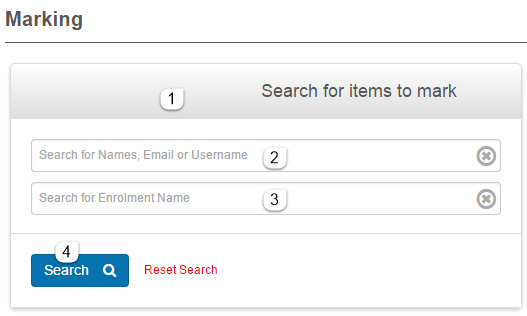 Marking
1 Search for items to mark
Search for Names, Email or Username 2
Search for Enrolment Name 3
4
Search Reset Search